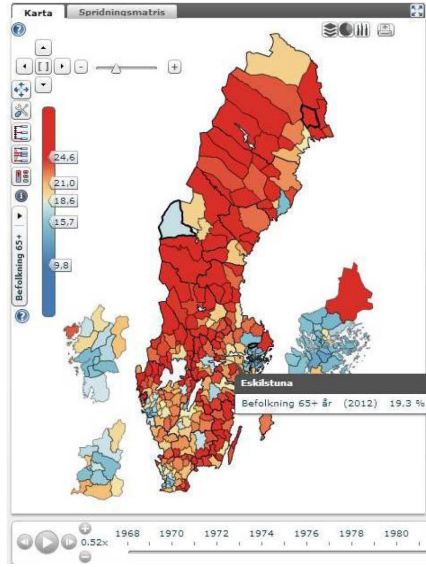 Karta Spridningsmatris
24,6
21,0
18,6
15,7
9,8
Befolkning 65+
Eskilstuna
Befolkning 65+ år (2012) 19,3 %
0.52x 1968 1970 1972 1974 1976 1978 1980